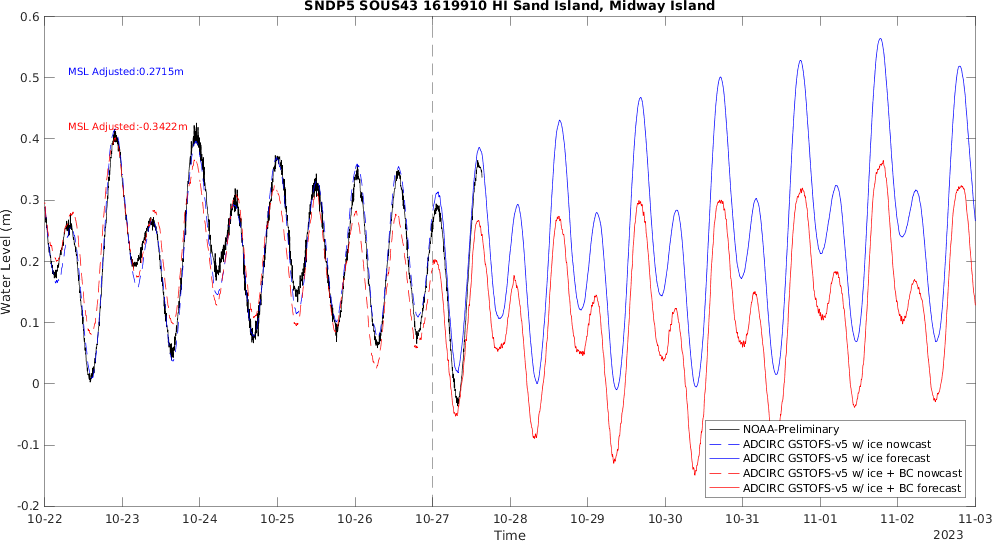 SNDP5 SOUS43 1619910 HI Sand Island, Midway Island
0.6
0.5
0.4
0.3
0.2
0.1
0
-0.1
-0.2
Water Level (m)
MSL Adjusted:0.2715m
MSL Adjusted:-0.3422m
NOAA-Preliminary
ADCIRC GSTOFS-v5 w/ ice nowcast
ADCIRC GSTOFS-v5 w/ ice forecast
ADCIRC GSTOFS-v5 w/ ice + BC nowcast
ADCIRC GSTOFS-v5 w/ ice + BC forecast
10-22 10-23 10-24 10-25 10-26 10-27 10-28 10-29 10-30 10-31 11-01 11-02 11-03
Time
2023